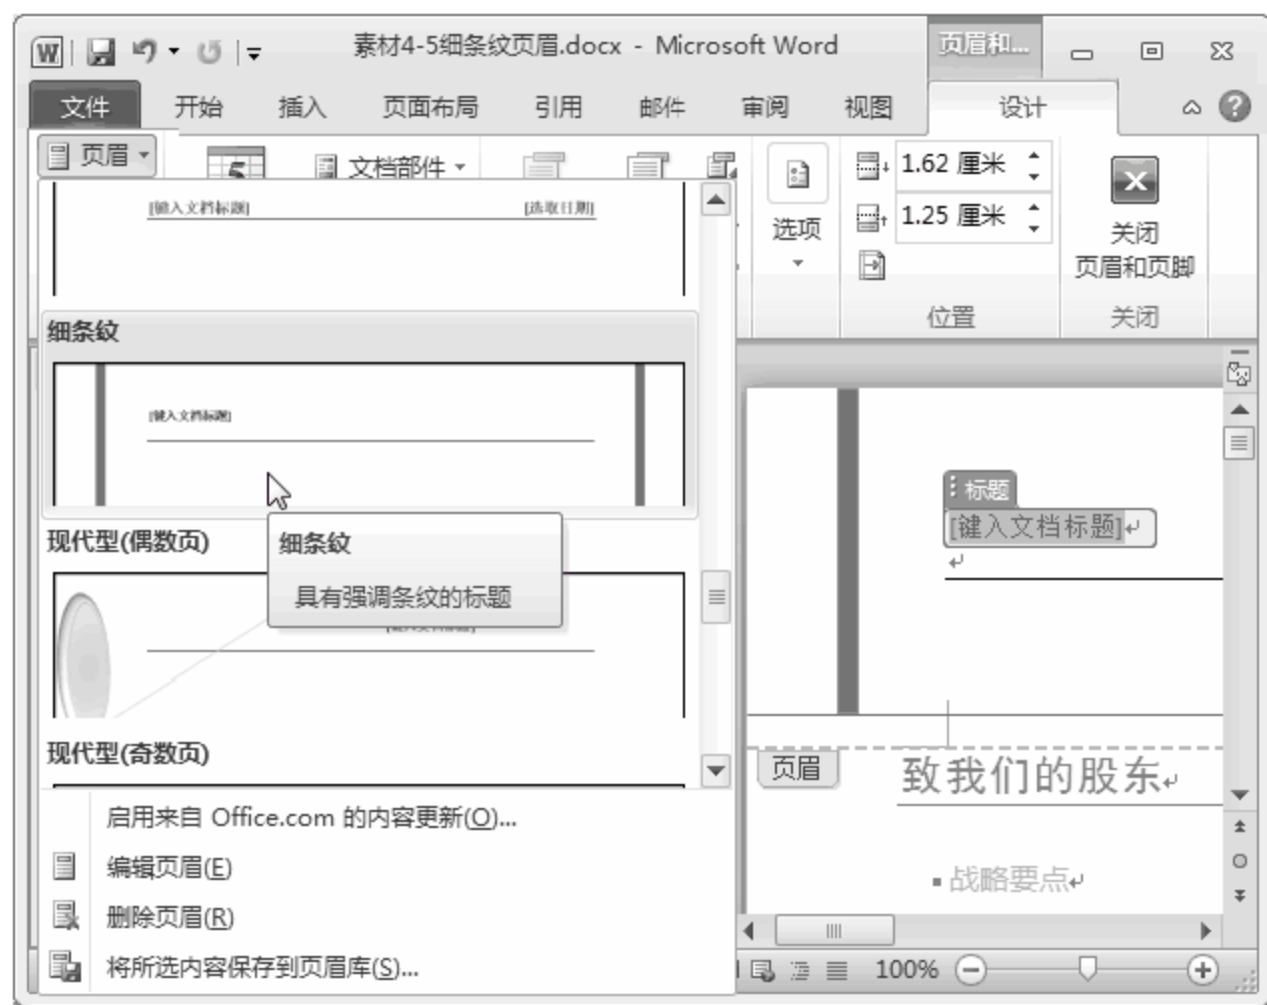 素材4-5细条纹页眉.docx - Microsoft Word
页眉和...
文件 开始 插入 页面布局 引用 邮件 审阅 视图 设计
页眉
5
文档部件
选项
1.62 厘米
1.25 厘米
位置
关闭
页眉和页脚
关闭
[键入文档标题] [选取日期]
细条纹
[键入文档标题]
细条纹
具有强调条纹的标题
现代型(偶数页)
现代型(奇数页)
启用来自 Office.com 的内容更新(O)...
编辑页眉(E)
删除页眉(R)
将所选内容保存到页眉库(S)...
标题
[键入文档标题]
页眉
致我们的股东
战略要点
100%